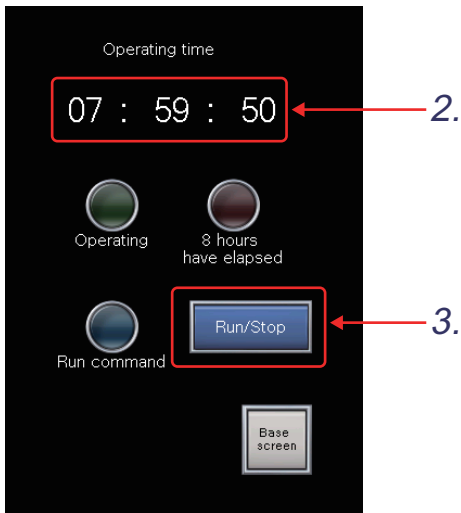 Operating time
07 : 59 : 50
2.
Operating
8 hours
have elapsed
Run/Stop
3.
Run command
Base
screen